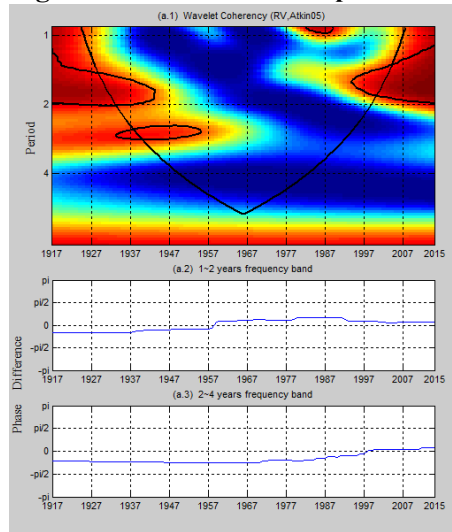 (a.1) Wavelet Coherency (RV,Atkin05)
1
2
4
Period
1917 1927 1937 1947 1957 1967 1977 1987 1997 2007 2015
(a.2) 1~2 years frequency band
pi
pi/2
0
-pi/2
-pi
1917 1927 1937 1947 1957 1967 1977 1987 1997 2007 2015
Phase Difference
(a.3) 2~4 years frequency band
pi
pi/2
0
-pi/2
-pi
1917 1927 1937 1947 1957 1967 1977 1987 1997 2007 2015